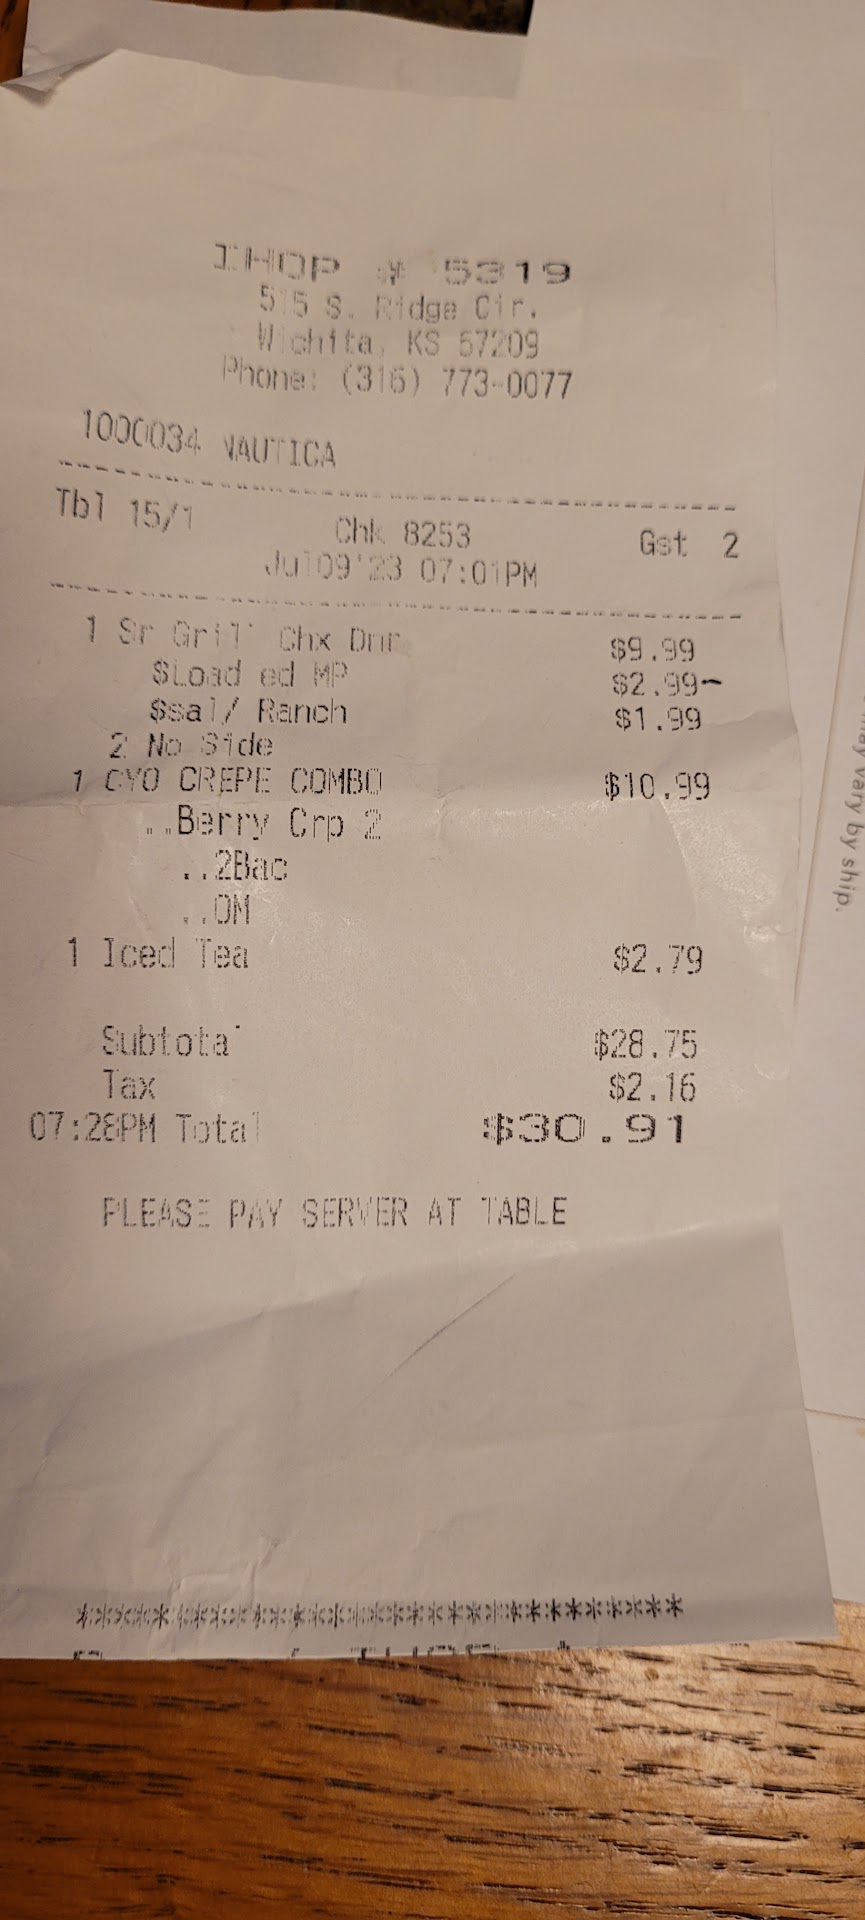 IHOP # 5319
515 S. Ridge Cir.
Wichita, KS 67209
Phone: (316) 773-0077
1000034 NAUTICA
Tbl 15/1 Chk 8253 Gst 2
Jul09'23 07:01PM
1 Sr Grill Chx Dnr $9.99
$Load ed MP $2.99
$sal/ Ranch $1.99
2 No Side
1 CYO CREPE COMBO $10.99
..Berry Crp 2
..2Bac
..OM
1 Iced Tea $2.79
Subtotal $28.75
Tax $2.16
07:28PM Total $30.91
PLEASE PAY SERVER AT TABLE
*******************************
may vary by ship.